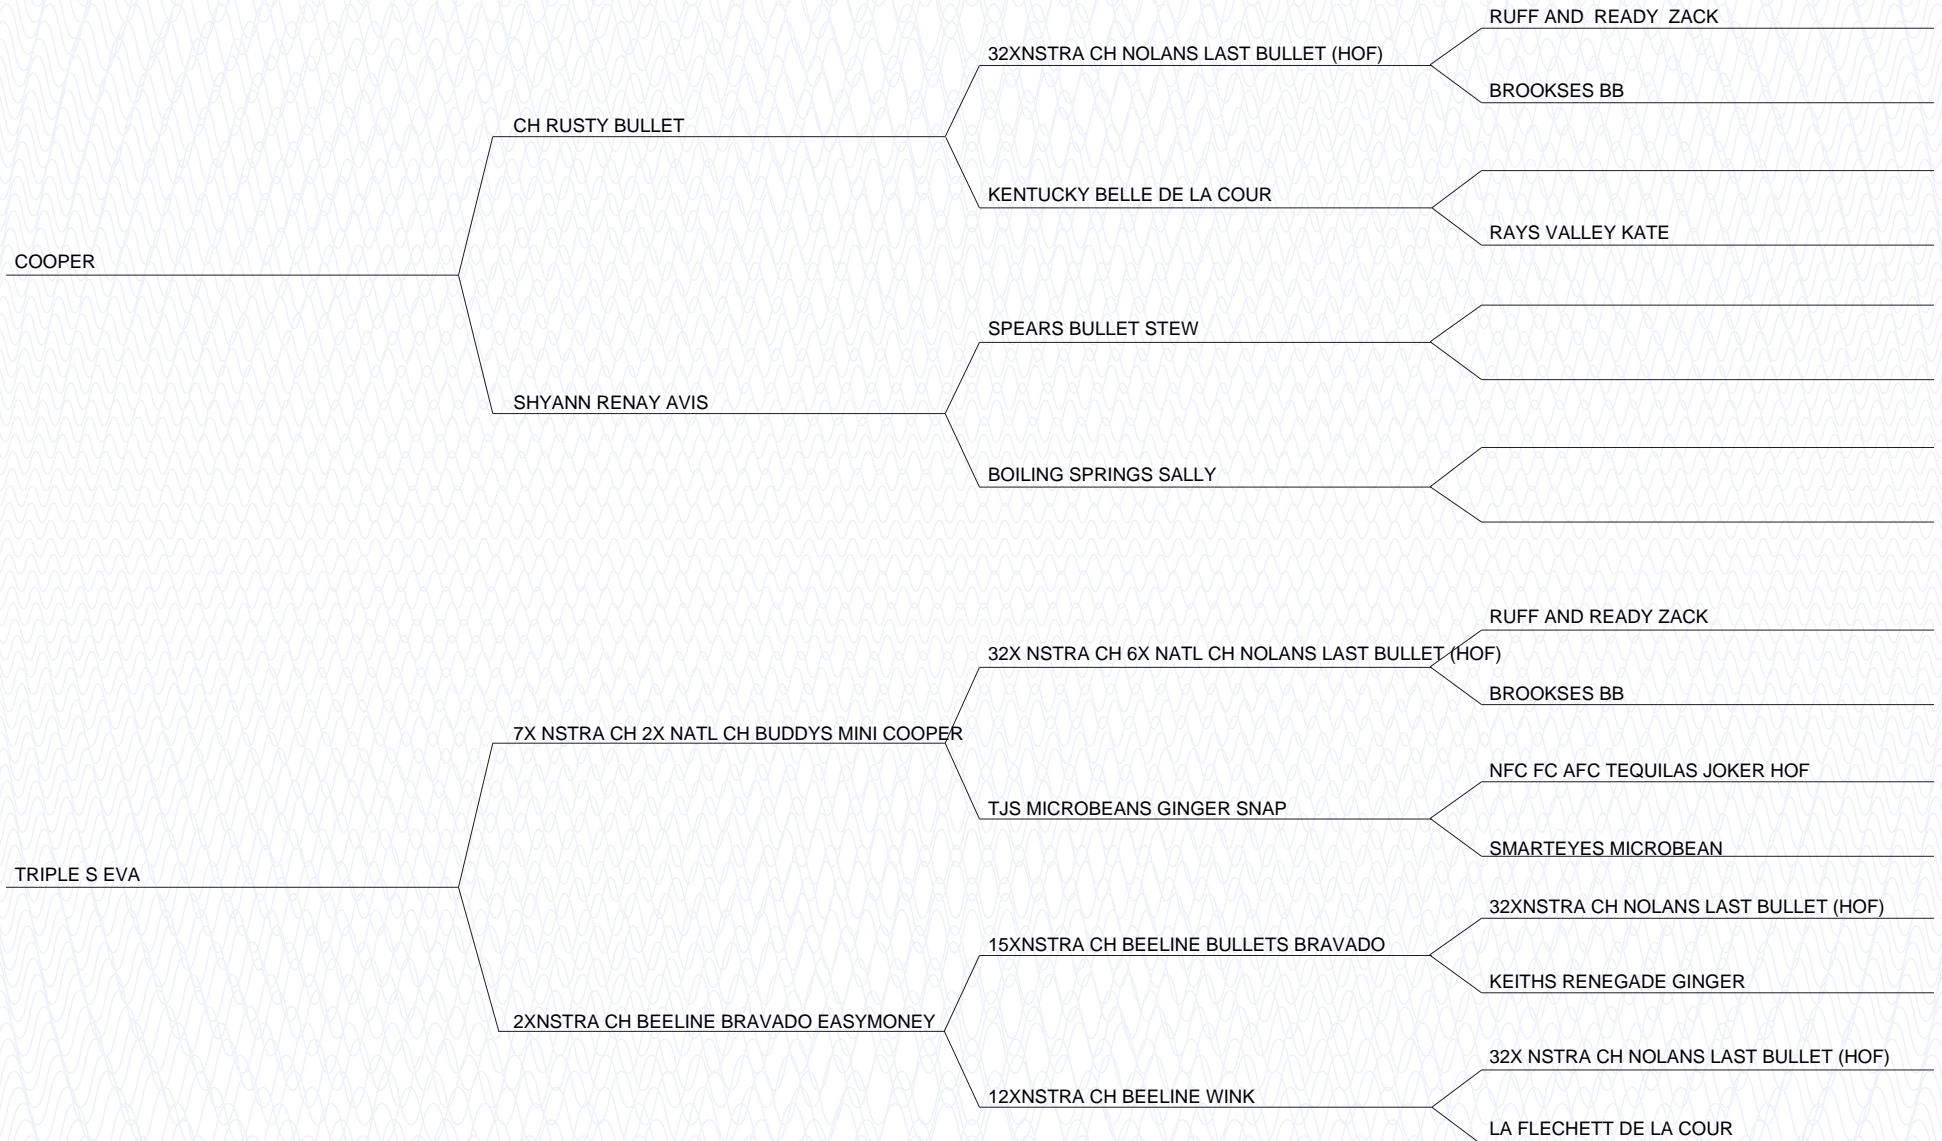 RUFF AND  READY  ZACK
32XNSTRA CH NOLANS LAST BULLET (HOF)
BROOKSES BB
CH RUSTY BULLET
KENTUCKY BELLE DE LA COUR
RAYS VALLEY KATE
COOPER
SPEARS BULLET STEW
SHYANN RENAY AVIS
BOILING SPRINGS SALLY
RUFF AND READY ZACK
32X NSTRA CH 6X NATL CH NOLANS LAST BULLET (HOF)
BROOKSES BB
7X NSTRA CH 2X NATL CH BUDDYS MINI COOPER
NFC FC AFC TEQUILAS JOKER HOF
TJS MICROBEANS GINGER SNAP
SMARTEYES MICROBEAN
TRIPLE S EVA
32XNSTRA CH NOLANS LAST BULLET (HOF)
15XNSTRA CH BEELINE BULLETS BRAVADO
KEITHS RENEGADE GINGER
2XNSTRA CH BEELINE BRAVADO EASYMONEY
32X NSTRA CH NOLANS LAST BULLET (HOF)
12XNSTRA CH BEELINE WINK
LA FLECHETT DE LA COUR